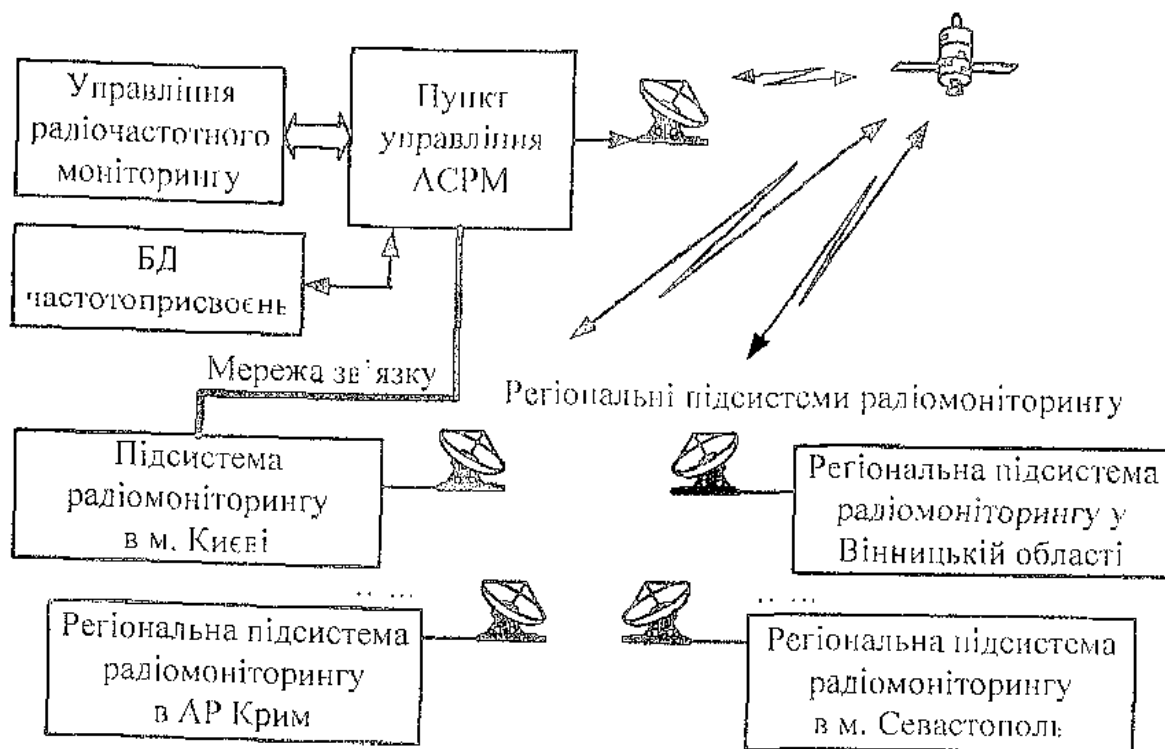 Управління
радіочастотного
моніторингу
Пункт
управління
АСРМ
БД
частотоприсвоєнь
Мережа зв'язку
Регіональні підсистеми радіомоніторингу
Підсистема
радіомоніторингу
в м. Києві
Регіональна підсистема
радіомоніторингу у
Вінницькій області
.. ...
Регіональна підсистема
радіомоніторингу
в АР Крим
.. ...
Регіональна підсистема
радіомоніторингу
в м. Севастополь